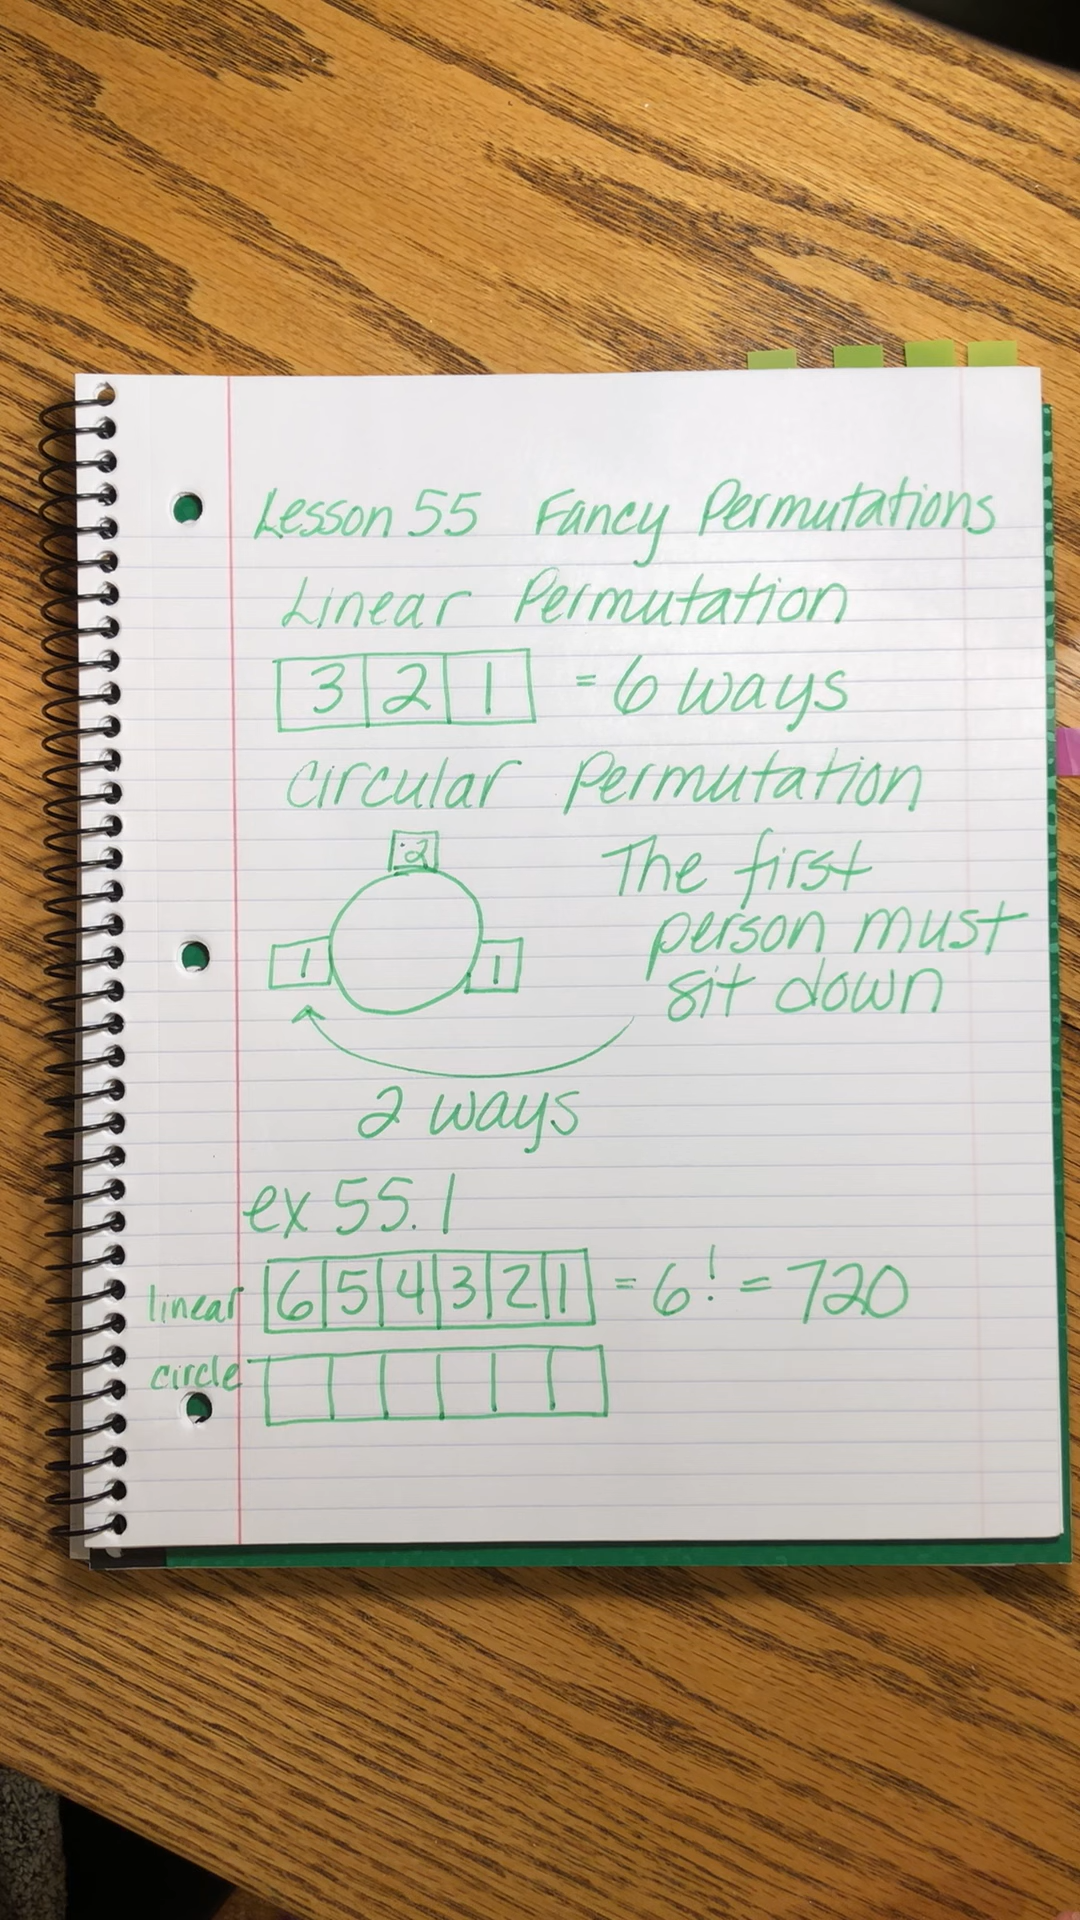 Lesson 55 Fancy Permutations
Linear Permutation
3 2 1 = 6 ways
Circular Permutation
2
1 1
The first
person must
sit down
2 ways
ex 55.1
linear 6 5 4 3 2 1 = 6! = 720
circle